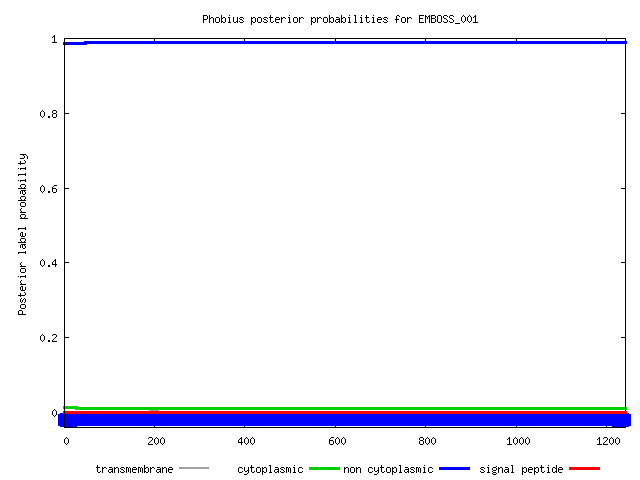 Phobius posterior probabilities for EMBOSS_001
Posterior label probability
1
0.8
0.6
0.4
0.2
0
0 200 400 600 800 1000 1200
transmembrane cytoplasmic non cytoplasmic signal peptide